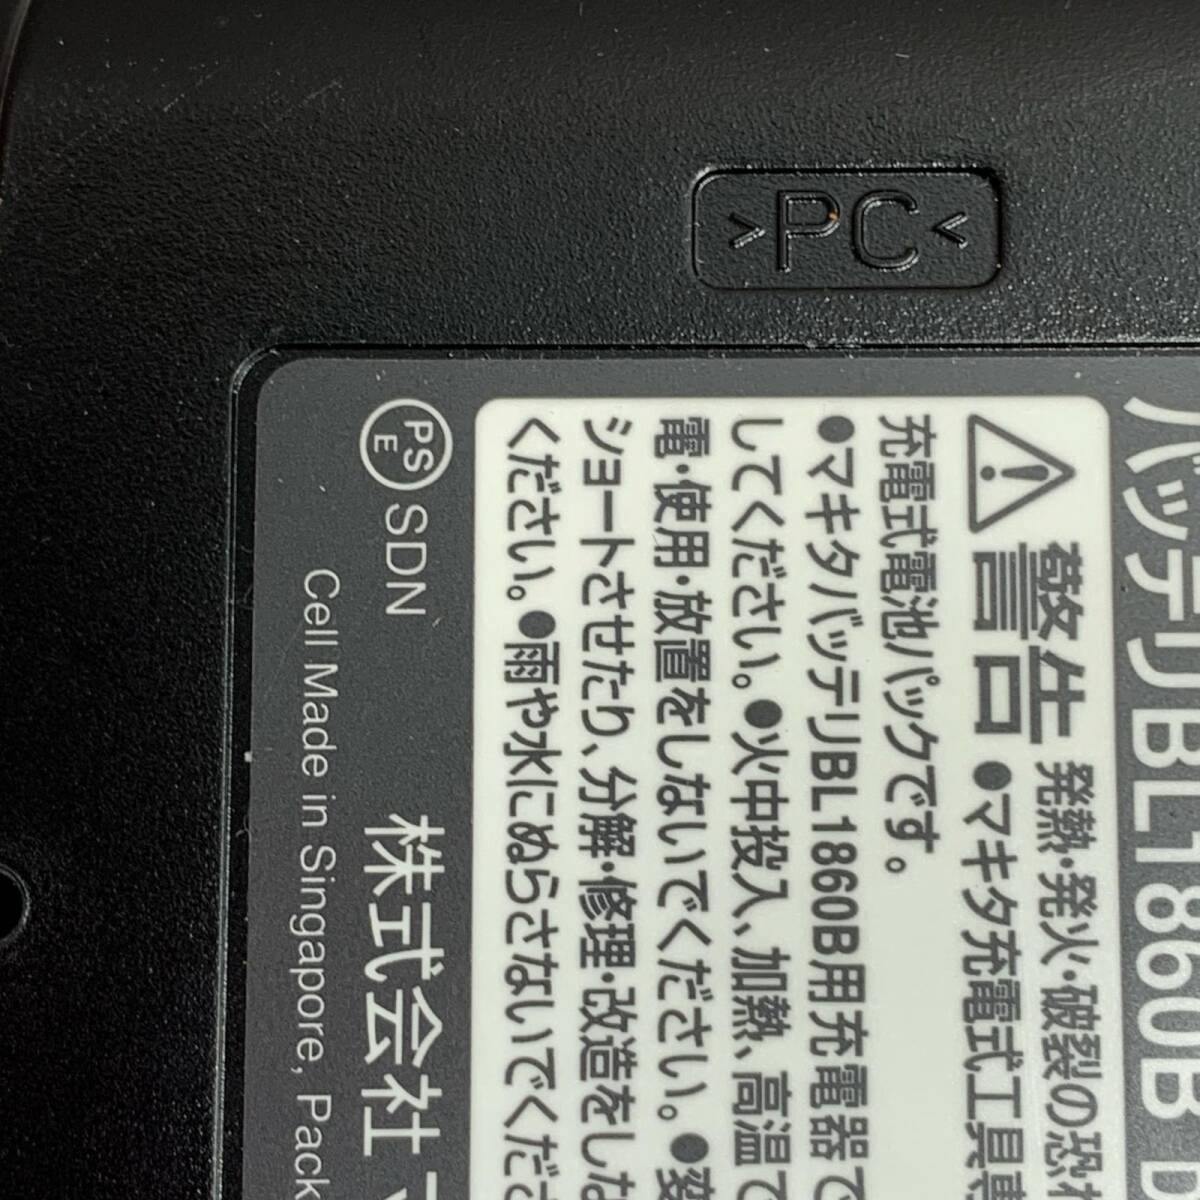 >PC<
バッテリBL1860B
警告 発熱・発火・破裂の
●マキタ充電式工具
充電式電池パックです。
●マキタバッテリBL1860B用充電器で
してください。●火中投入、加熱、高温で
電・使用・放置をしないでください。●
ショートさせたり、分解・修理・改造をしな
ください。●雨や水にぬらさないでくだ
PS E SDN
株式会社
Cell Made in Singapore, Pack